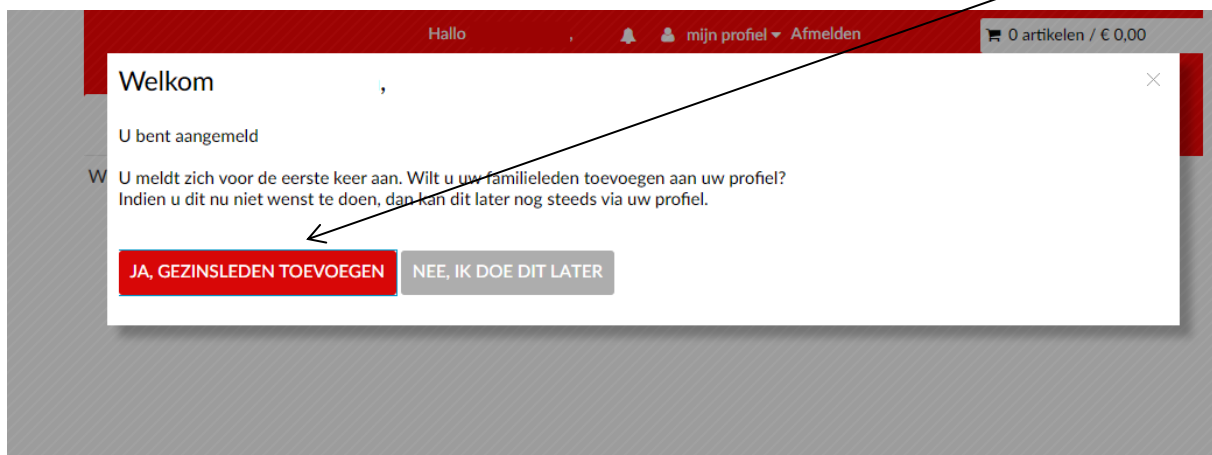 Hallo , mijn profiel Afmelden 0 artikelen / € 0,00
Welkom ,
U bent aangemeld
W
U meldt zich voor de eerste keer aan. Wilt u uw familieleden toevoegen aan uw profiel?
Indien u dit nu niet wenst te doen, dan kan dit later nog steeds via uw profiel.
JA, GEZINSLEDEN TOEVOEGEN NEE, IK DOE DIT LATER